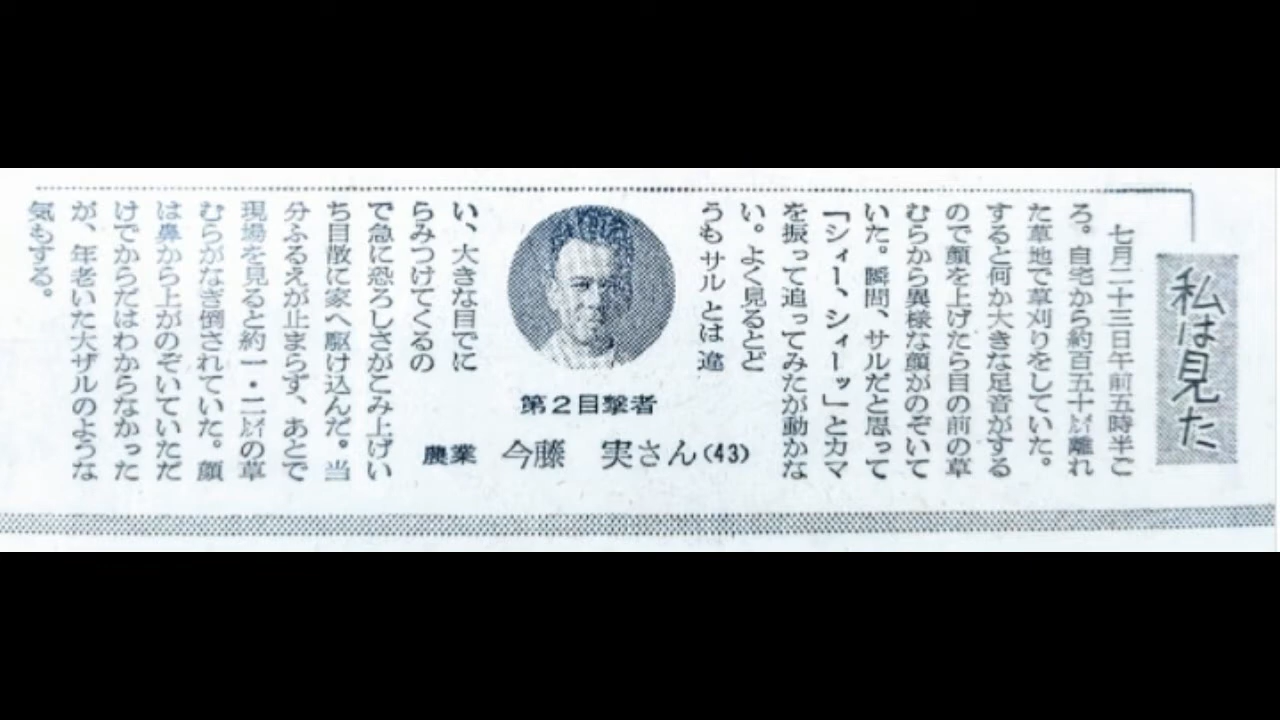 私は見た
七月二十三日午前五時半ご
ろ。自宅から約百五十㍍離れ
た草地で草刈りをしていた。
すると何か大きな足音がする
ので顔を上げたら目の前の草
むらから異様な顔がのぞいて
いた。瞬間、サルだと思って
「シィー、シィーッ」とカマ
を振って追ってみたが動かな
い。よく見るとど
うもサルとは違
第2目撃者
農業 今藤 実さん(43)
い、大きな目でに
らみつけてくるの
で急に恐ろしさがこみ上げい
ち目散に家へ駆け込んだ。当
分ふるえが止まらず、あとで
現場を見ると約一・二㍍の草
むらがなぎ倒されていた。顔
は鼻から上がのぞいていただ
けでからだはわからなかった
が、年老いた大ザルのような
気もする。